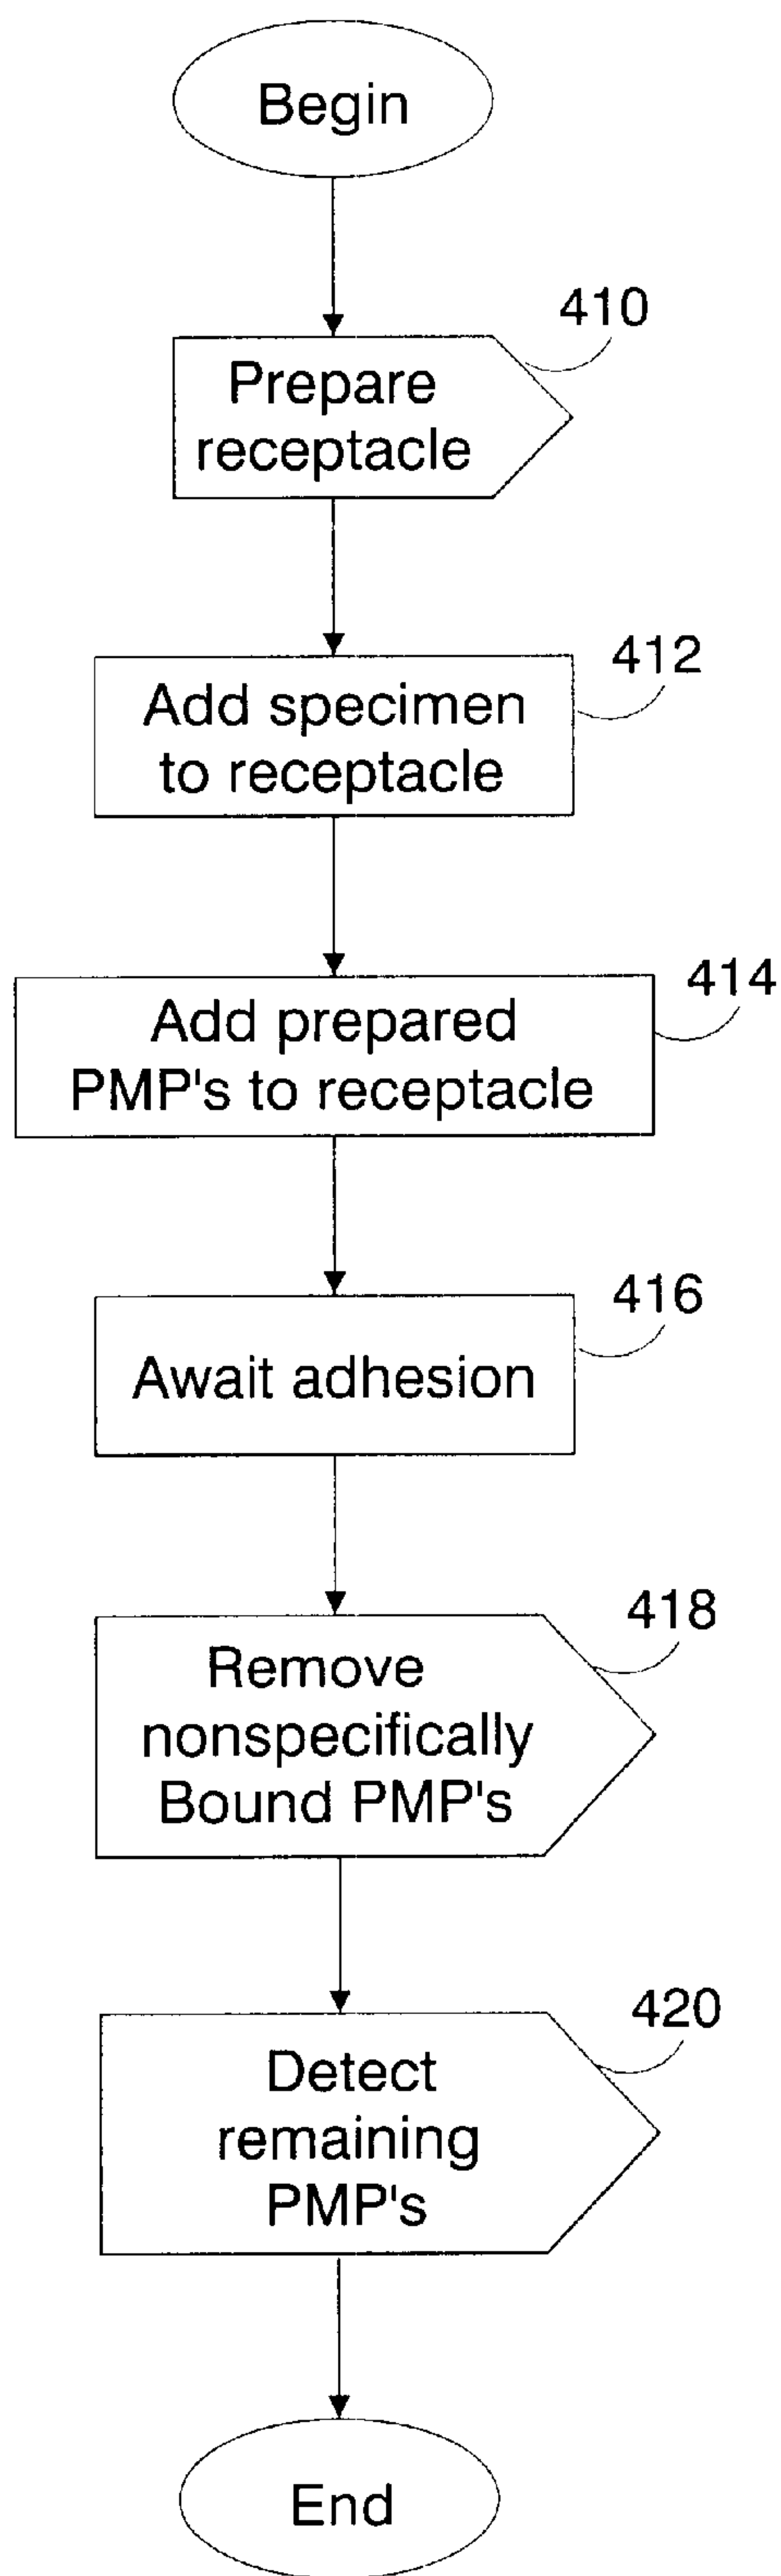 Begin
410
Prepare
receptacle
412
Add specimen
to receptacle
414
Add prepared
PMP's to receptacle
416
Await adhesion
418
Remove
nonspecifically
Bound PMP's
420
Detect
remaining
PMP's
End